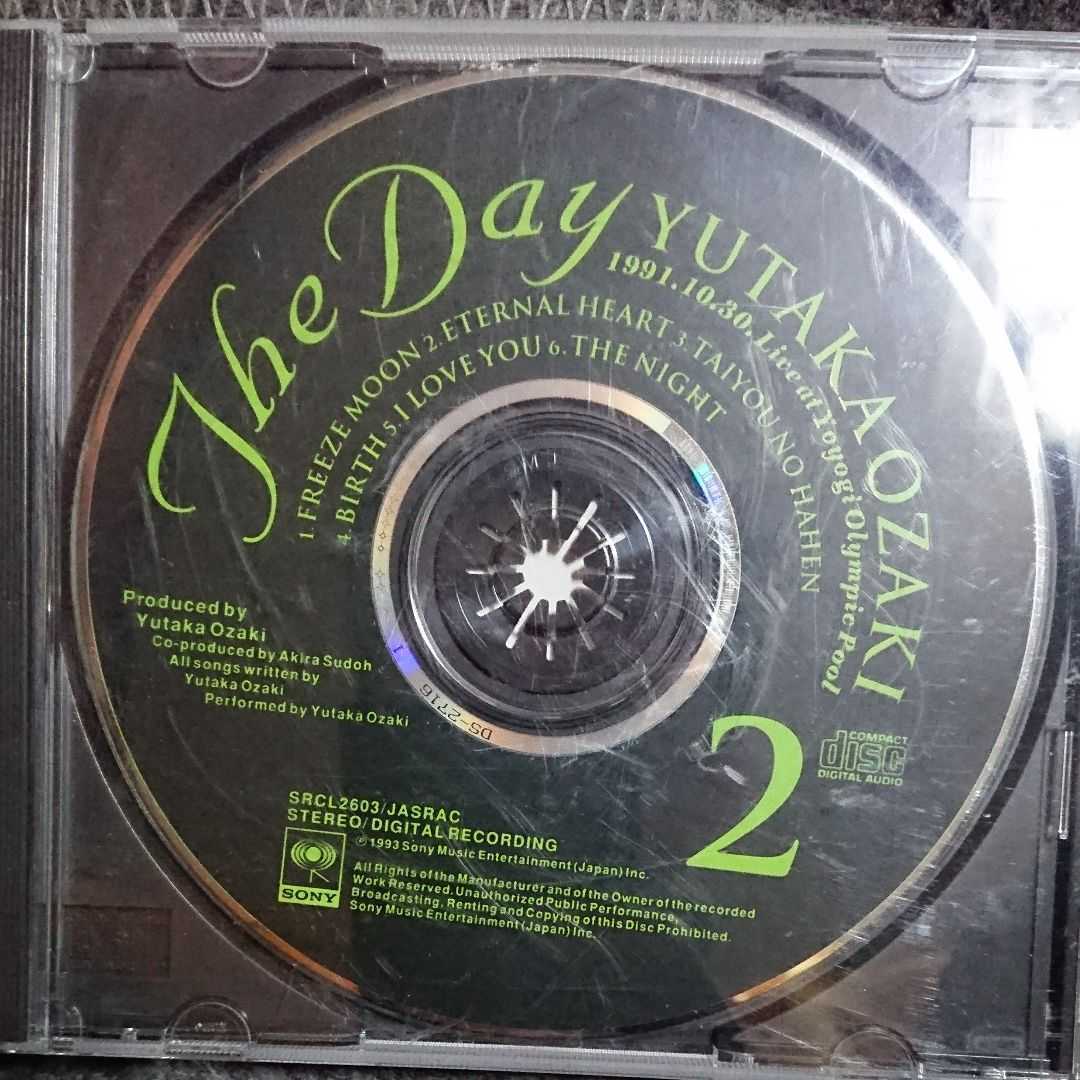 The Day YUTAKA OZAKI
1991.10.30. Live at Yoyogi Olympic Pool
1. FREEZE MOON 2. ETERNAL HEART 3. TAIYOU NO HAHEN
4. BIRTH 5. I LOVE YOU 6. THE NIGHT
Produced by
Yutaka Ozaki
Co-produced by Akira Sudoh
All songs written by
Yutaka Ozaki
Performed by Yutaka Ozaki
DS-2716
1
2
COMPACT
disc
DIGITAL AUDIO
SRCL2603/JASRAC
STEREO/DIGITAL RECORDING
℗1993 Sony Music Entertainment (Japan) Inc.
SONY
All Rights of the Manufacturer and of the Owner of the recorded
Work Reserved. Unauthorized Public Performance,
Broadcasting, Renting and Copying of this Disc Prohibited.
Sony Music Entertainment (Japan) Inc.